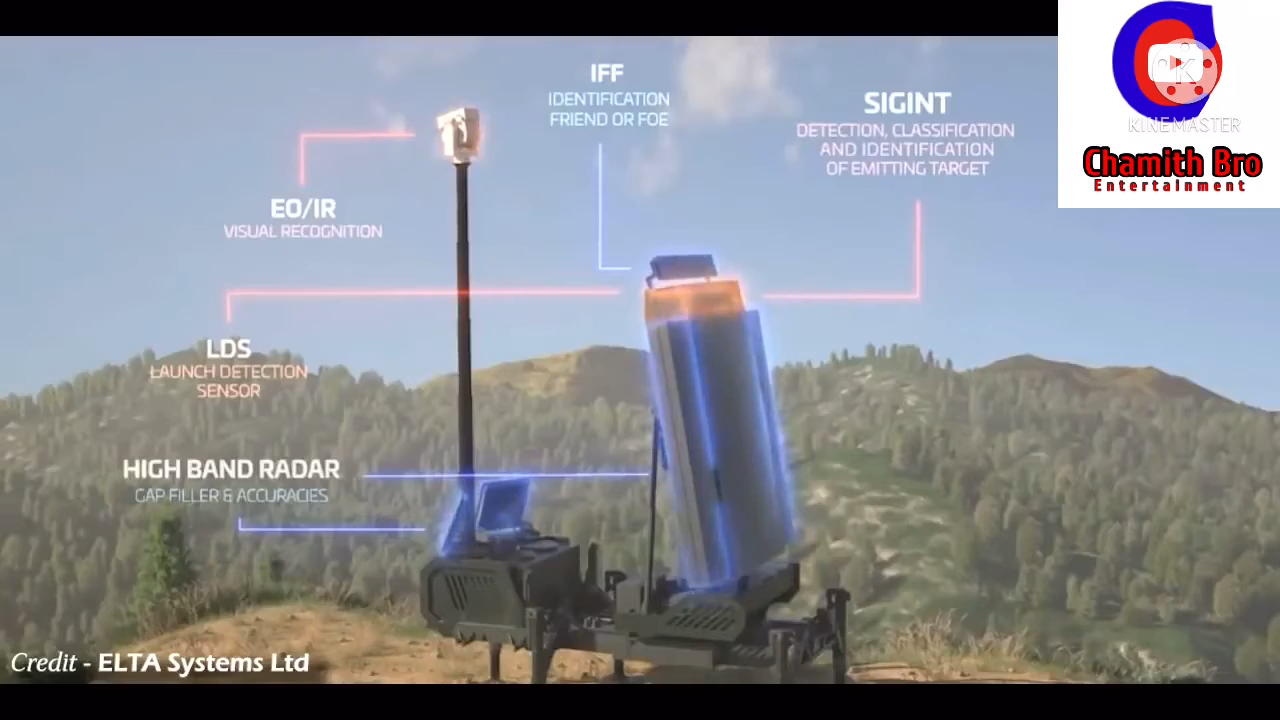 IFF
IDENTIFICATION
FRIEND OR FOE
SIGINT
DETECTION, CLASSIFICATION
AND IDENTIFICATION
OF EMITTING TARGET
KINEMASTER
Chamith Bro
Entertainment
EO/IR
VISUAL RECOGNITION
LDS
LAUNCH DETECTION
SENSOR
HIGH BAND RADAR
GAP FILLER & ACCURACIES
Credit - ELTA Systems Ltd